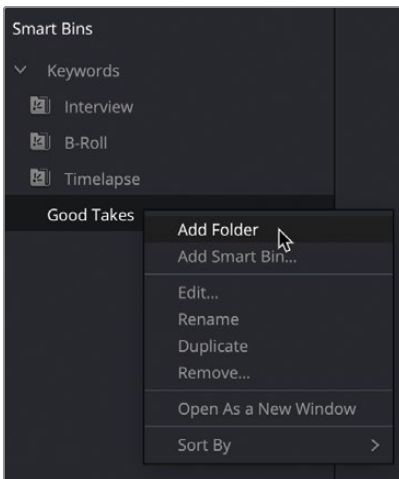 Smart Bins
Keywords
Interview
B-Roll
Timelapse
Good Takes
Add Folder
Add Smart Bin...
Edit...
Rename
Duplicate
Remove...
Open As a New Window
Sort By